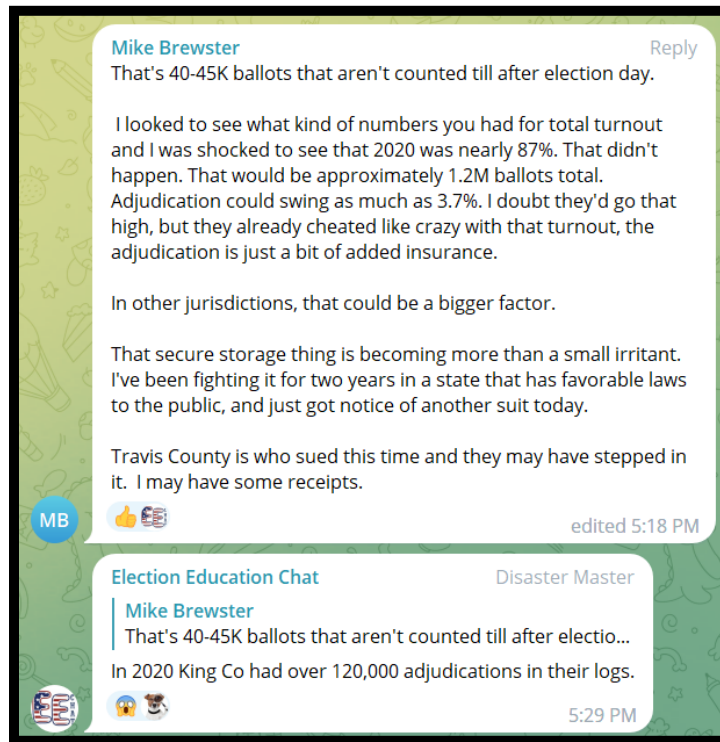 Mike Brewster Reply
That's 40-45K ballots that aren't counted till after election day.
I looked to see what kind of numbers you had for total turnout
and I was shocked to see that 2020 was nearly 87%. That didn't
happen. That would be approximately 1.2M ballots total.
Adjudication could swing as much as 3.7%. I doubt they'd go that
high, but they already cheated like crazy with that turnout, the
adjudication is just a bit of added insurance.
In other jurisdictions, that could be a bigger factor.
That secure storage thing is becoming more than a small irritant.
I've been fighting it for two years in a state that has favorable laws
to the public, and just got notice of another suit today.
Travis County is who sued this time and they may have stepped in
it. I may have some receipts.
MB
edited 5:18 PM
Election Education Chat Disaster Master
Mike Brewster
That's 40-45K ballots that aren't counted till after electio...
In 2020 King Co had over 120,000 adjudications in their logs.
EE CHAT
5:29 PM